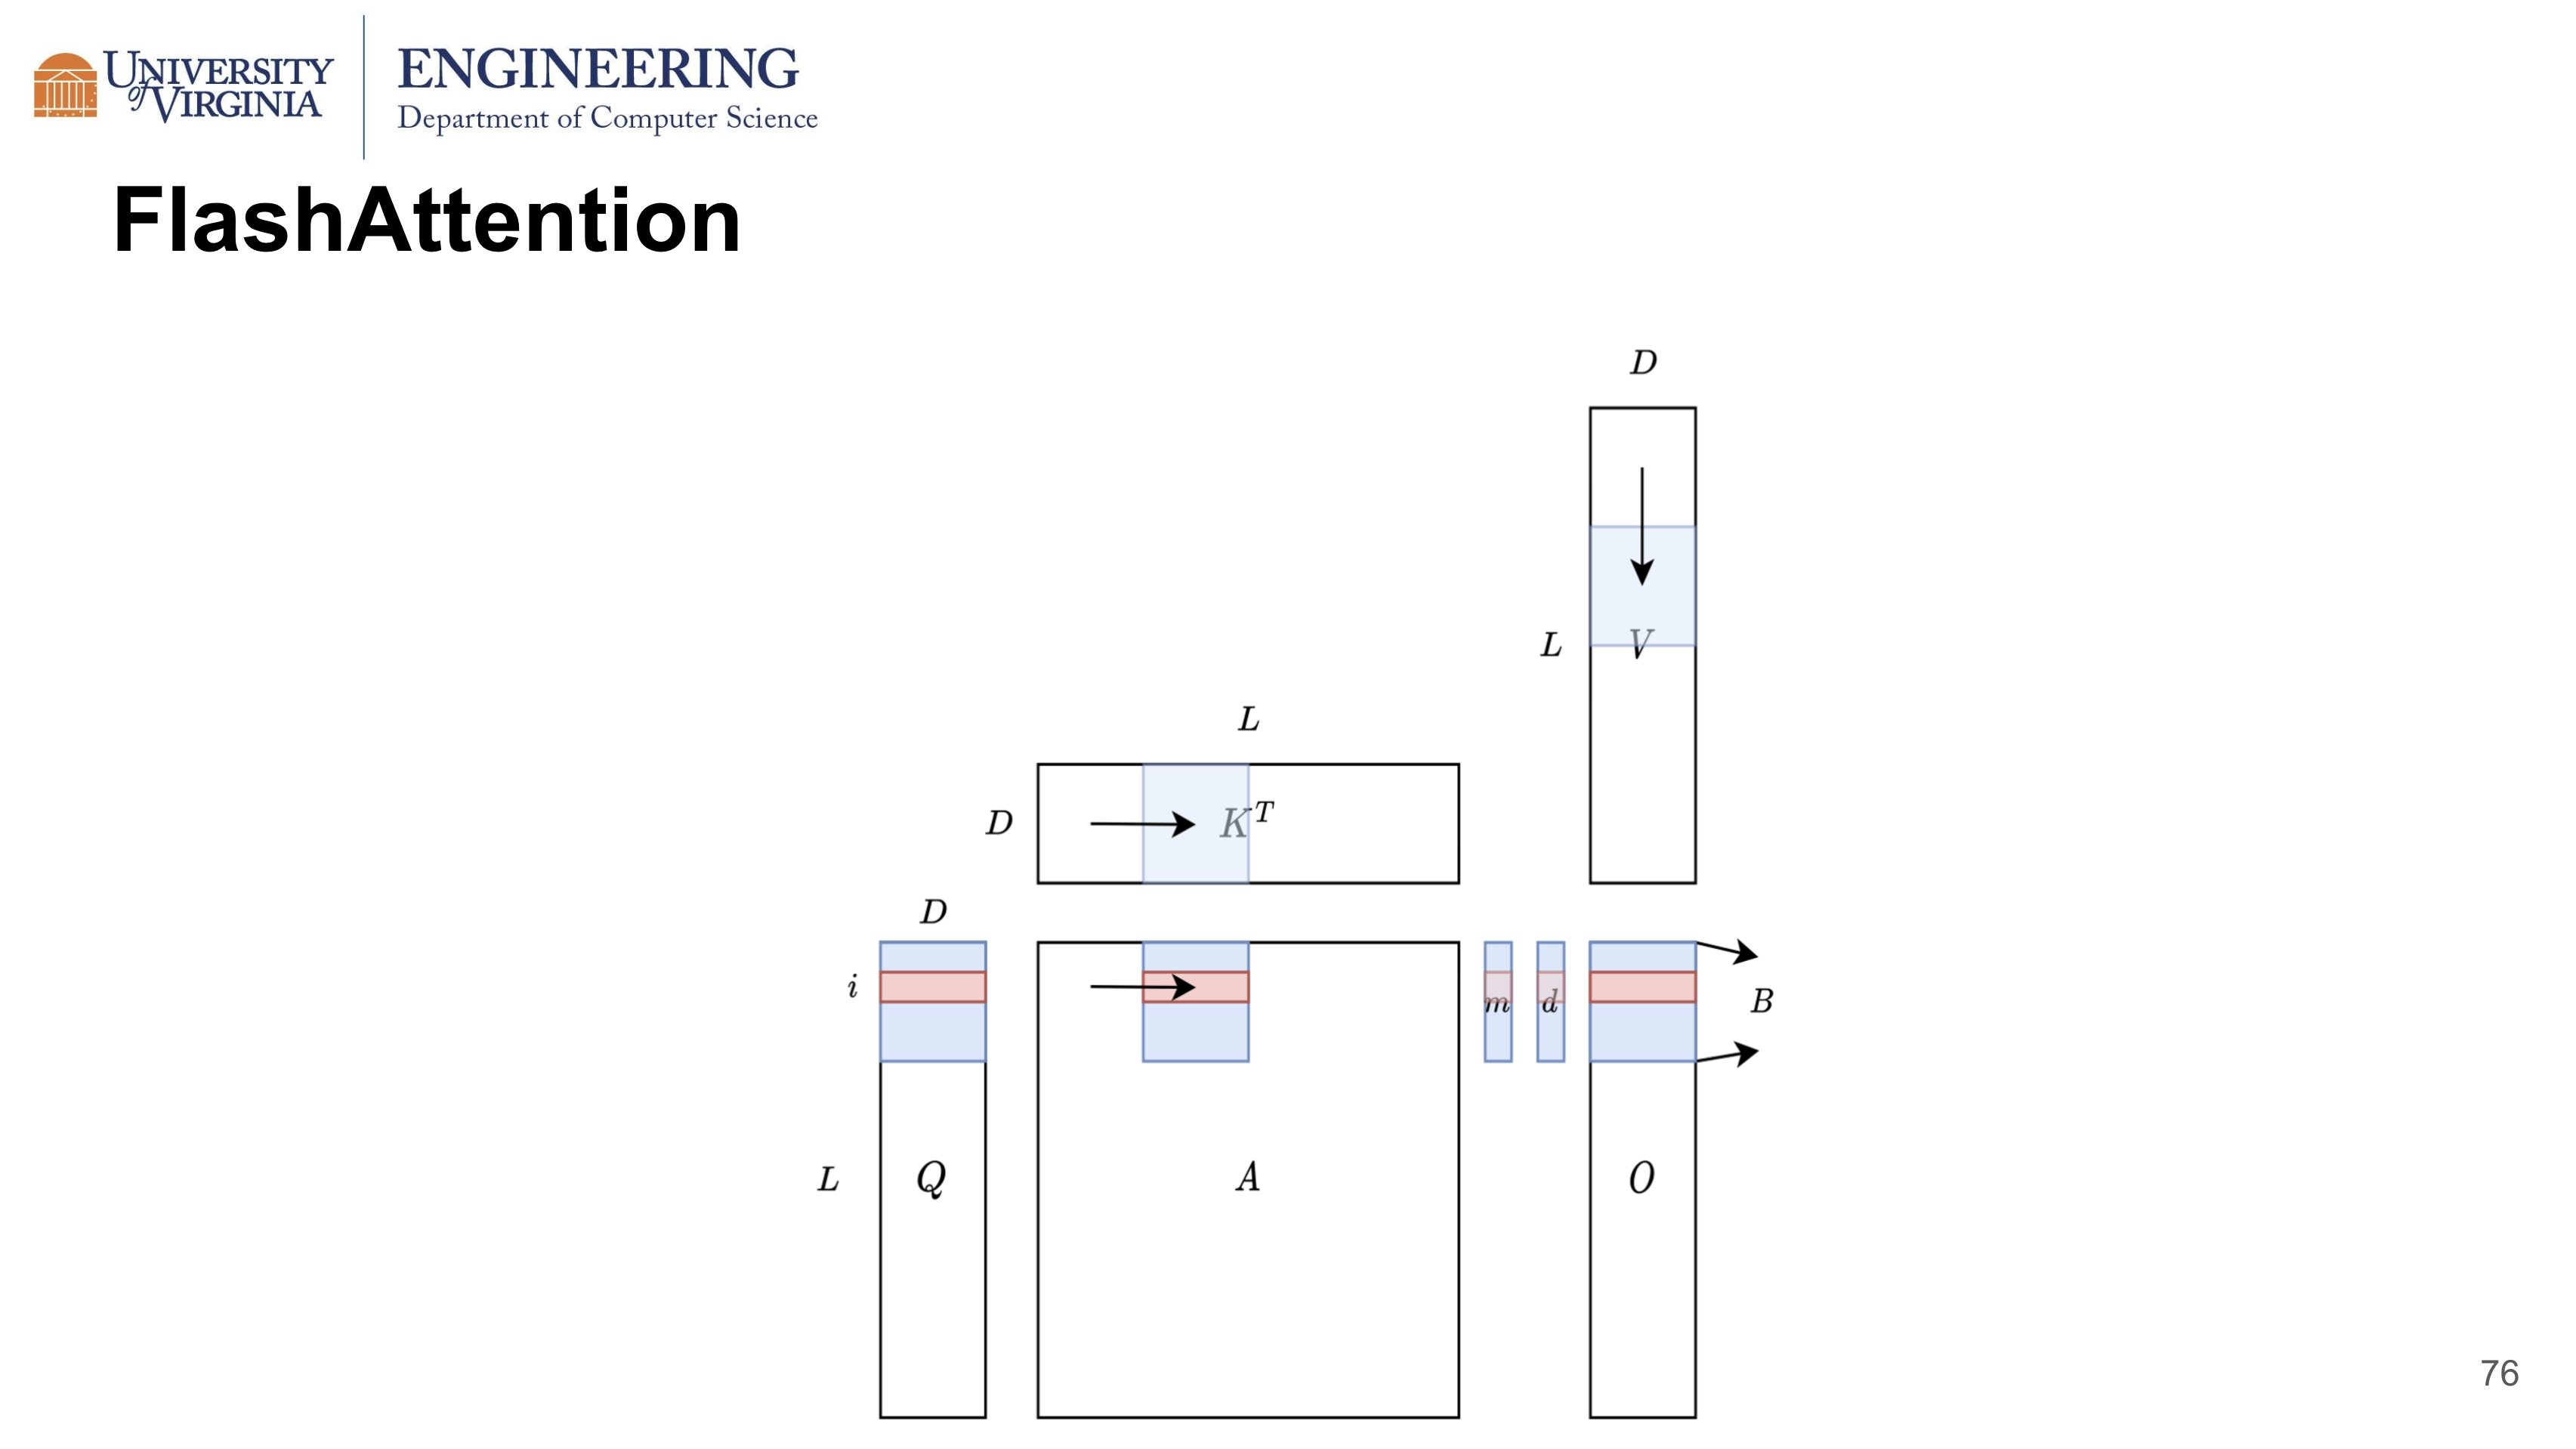 UNIVERSITY
of VIRGINIA
ENGINEERING
Department of Computer Science
FlashAttention
D
L
V
L
D
K^T
D
i
m
d
B
L
Q
A
O
76